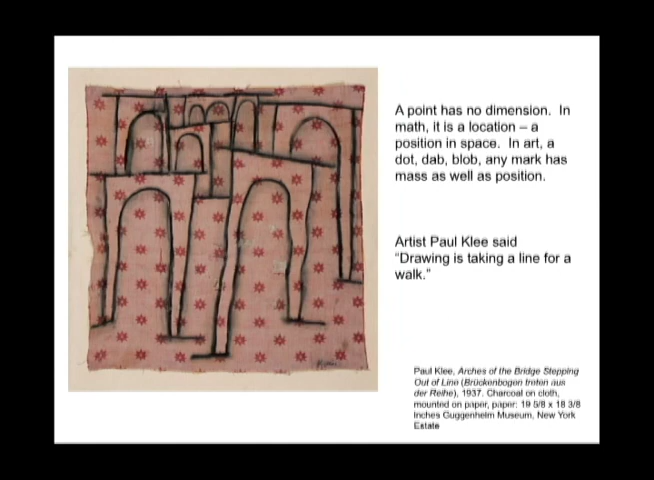 A point has no dimension. In
math, it is a location – a
position in space. In art, a
dot, dab, blob, any mark has
mass as well as position.
Artist Paul Klee said
“Drawing is taking a line for a
walk.”
Paul Klee, Arches of the Bridge Stepping
Out of Line (Brückenbogen treten aus
der Reihe), 1937. Charcoal on cloth,
mounted on paper, paper: 19 5/8 x 18 3/8
Inches Guggenheim Museum, New York
Estate